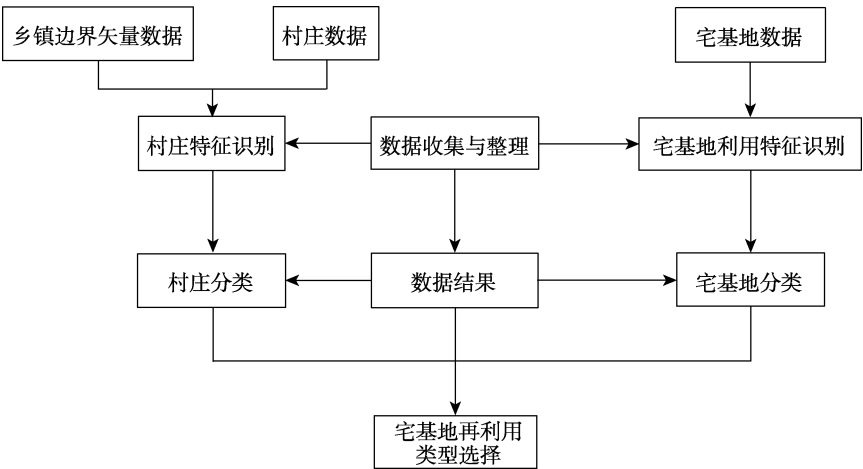 乡镇边界矢量数据
村庄数据
宅基地数据
村庄特征识别
数据收集与整理
宅基地利用特征识别
村庄分类
数据结果
宅基地分类
宅基地再利用
类型选择